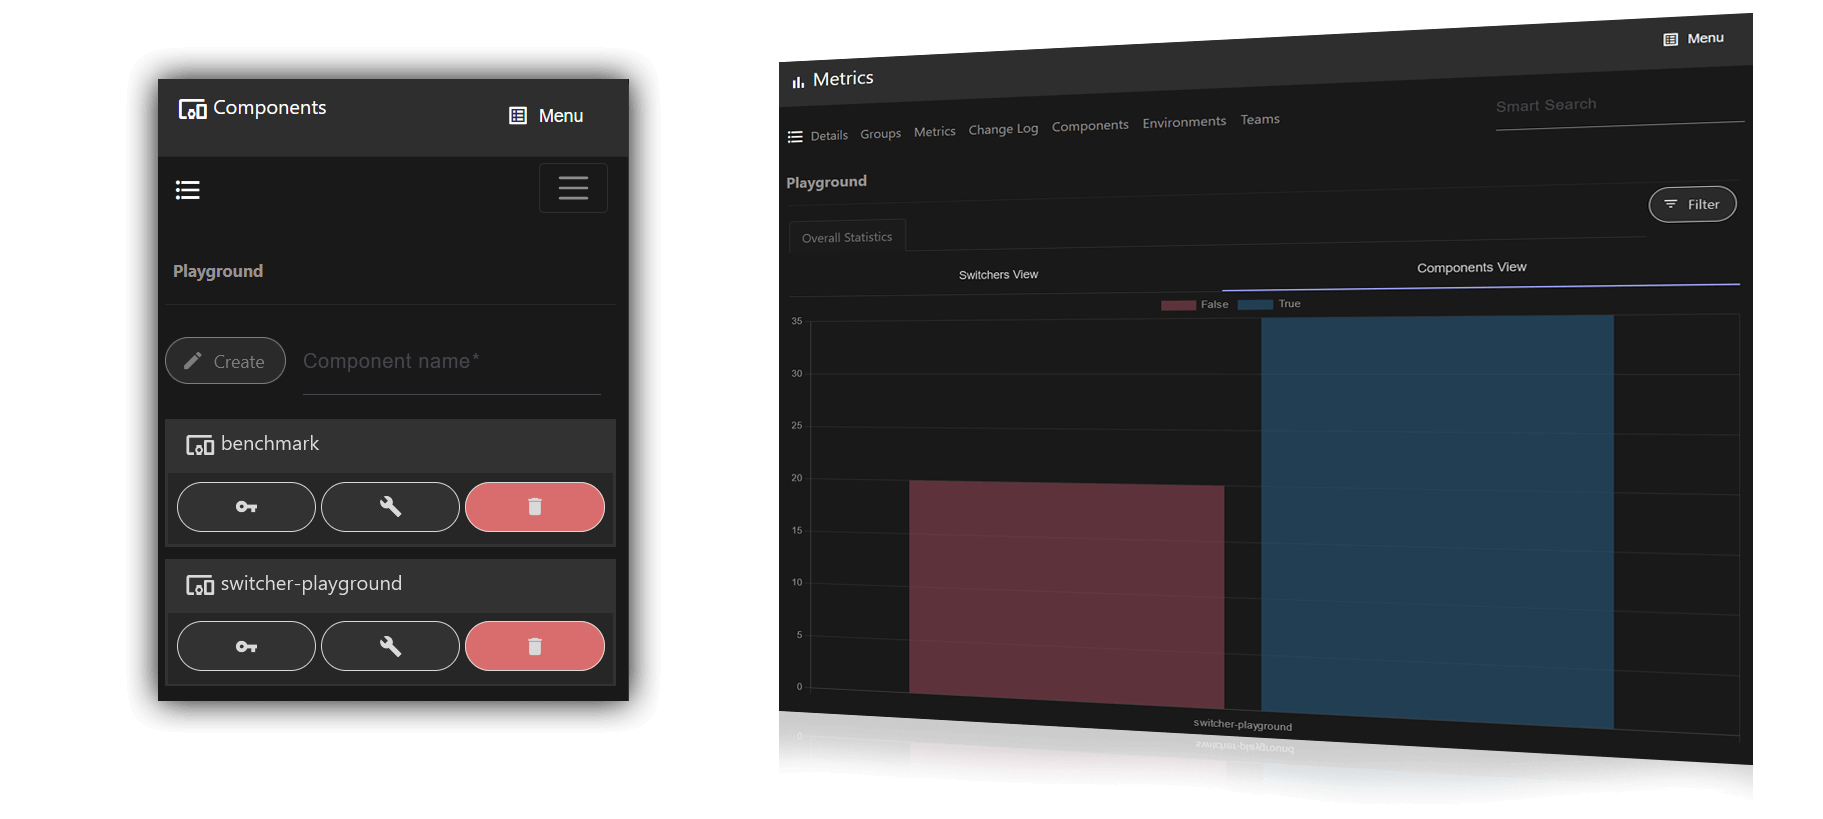 Components
Menu
Playground
Create
Component name*
benchmark
switcher-playground
Metrics
Menu
Details Groups Metrics Change Log Components Environments Teams
Smart Search
Playground
Filter
Overall Statistics
Switchers View
Components View
False True
35
30
25
20
15
10
5
0
switcher-playground
switcher-playground